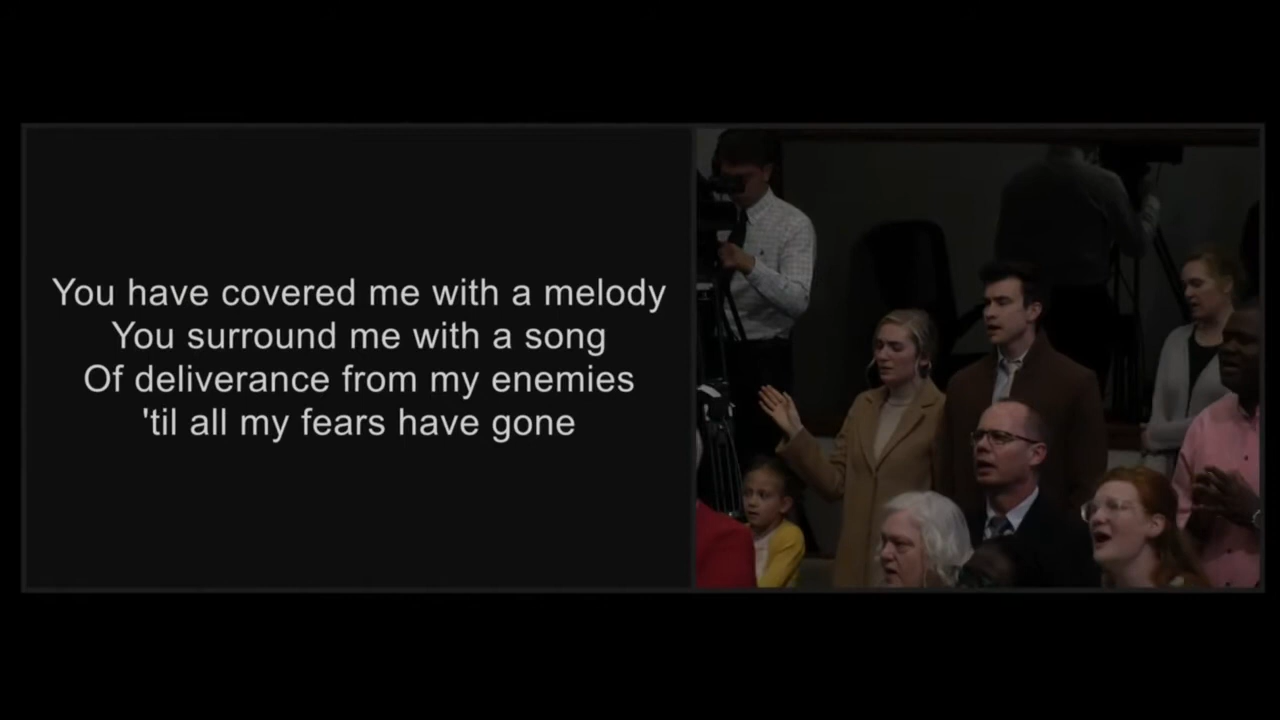 You have covered me with a melody
You surround me with a song
Of deliverance from my enemies
'til all my fears have gone